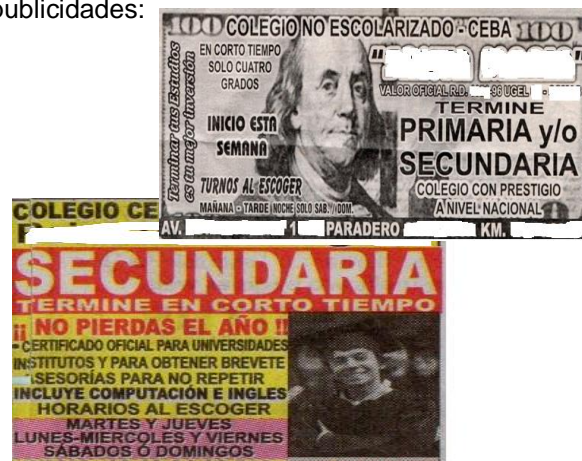 publicidades:
100 COLEGIO NO ESCOLARIZADO - CEBA 100
Terminar tus Estudios
es tu mejor inversión
EN CORTO TIEMPO
SOLO CUATRO
GRADOS
INICIO ESTA
SEMANA
TURNOS AL ESCOGER
MAÑANA - TARDE NOCHE SOLO SAB. / DOM.
VALOR OFICIAL R.D. 96 UGEL
TERMINE
PRIMARIA y/o
SECUNDARIA
COLEGIO CON PRESTIGIO
A NIVEL NACIONAL
AV. 1 PARADERO KM.
COLEGIO CE
SECUNDARIA
TERMINE EN CORTO TIEMPO
¡¡ NO PIERDAS EL AÑO !!
- CERTIFICADO OFICIAL PARA UNIVERSIDADES
INSTITUTOS Y PARA OBTENER BREVETE
ASESORÍAS PARA NO REPETIR
INCLUYE COMPUTACIÓN E INGLES
HORARIOS AL ESCOGER
MARTES Y JUEVES
LUNES-MIERCOLES Y VIERNES
SÁBADOS Ó DOMINGOS